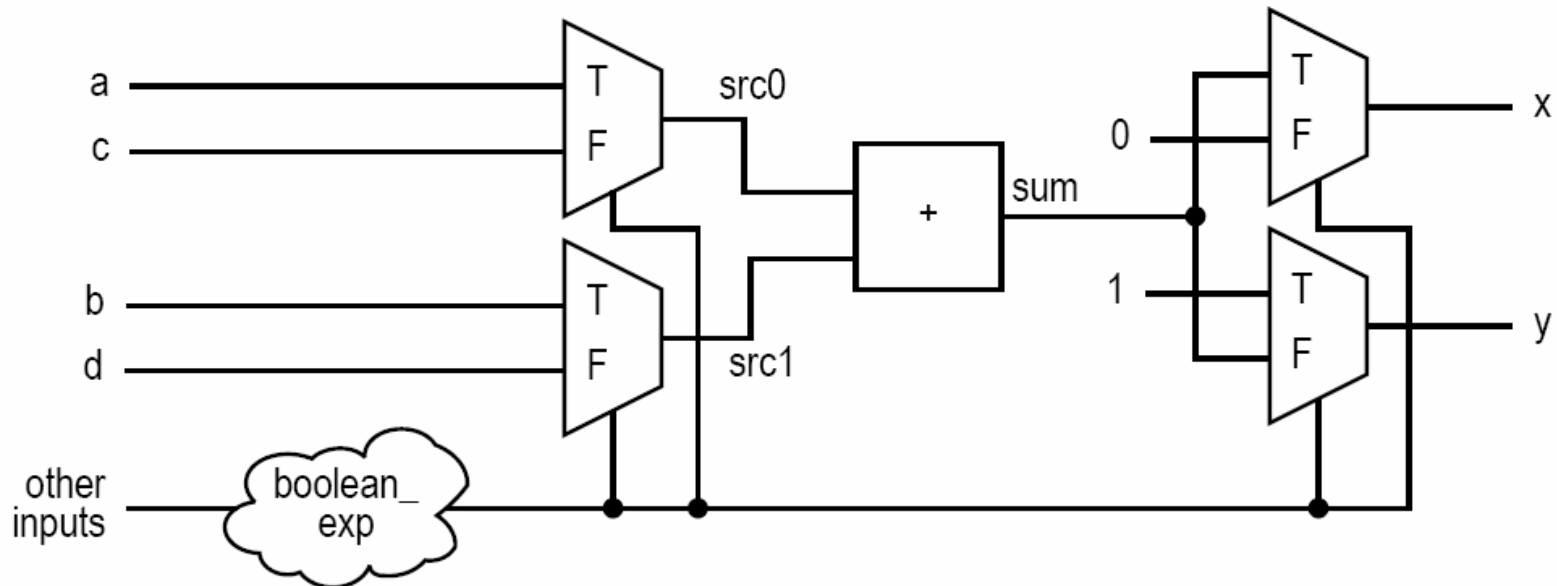 a
c
T
F
src0
+
sum
0
T
F
x
b
d
T
F
src1
1
T
F
y
other
inputs
boolean_
exp